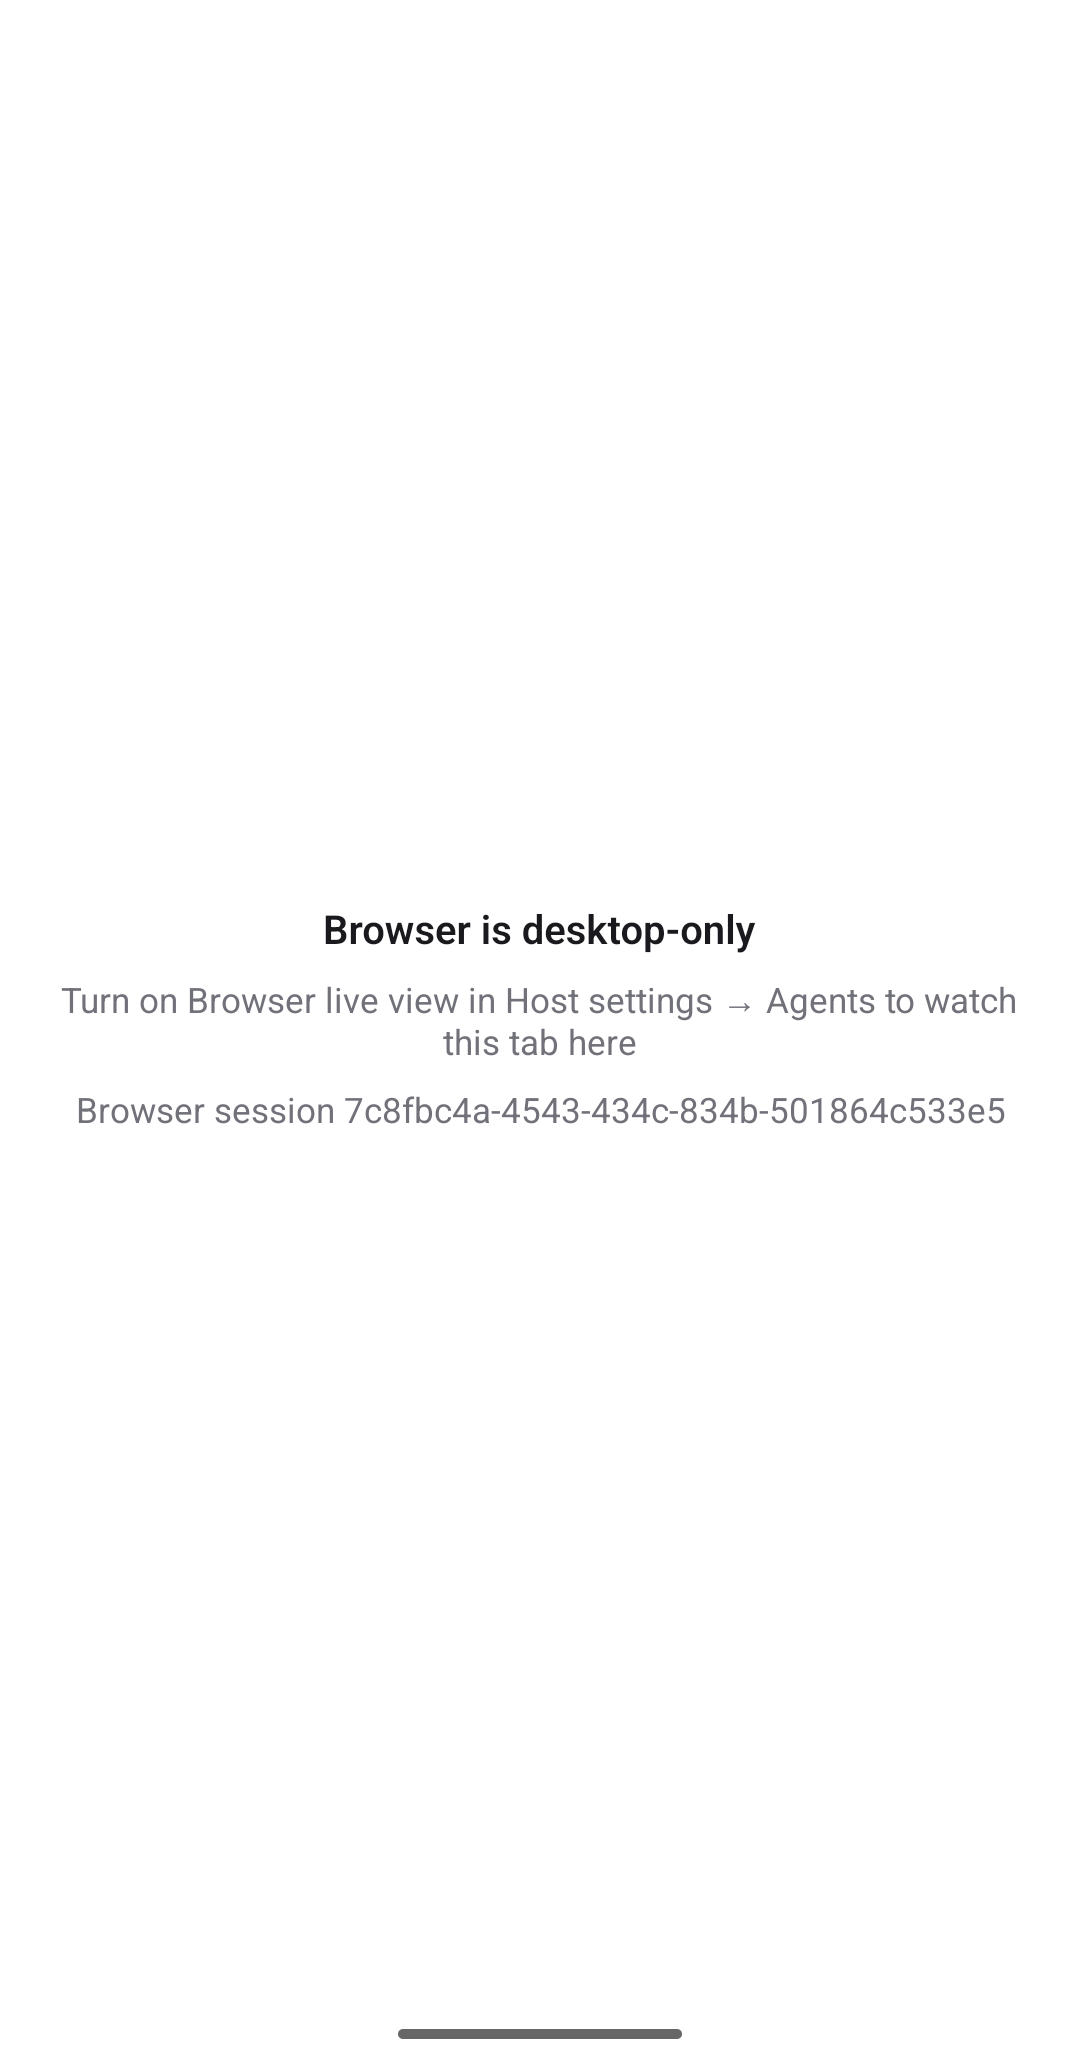 Browser is desktop-only
Turn on Browser live view in Host settings → Agents to watch
this tab here
Browser session 7c8fbc4a-4543-434c-834b-501864c533e5